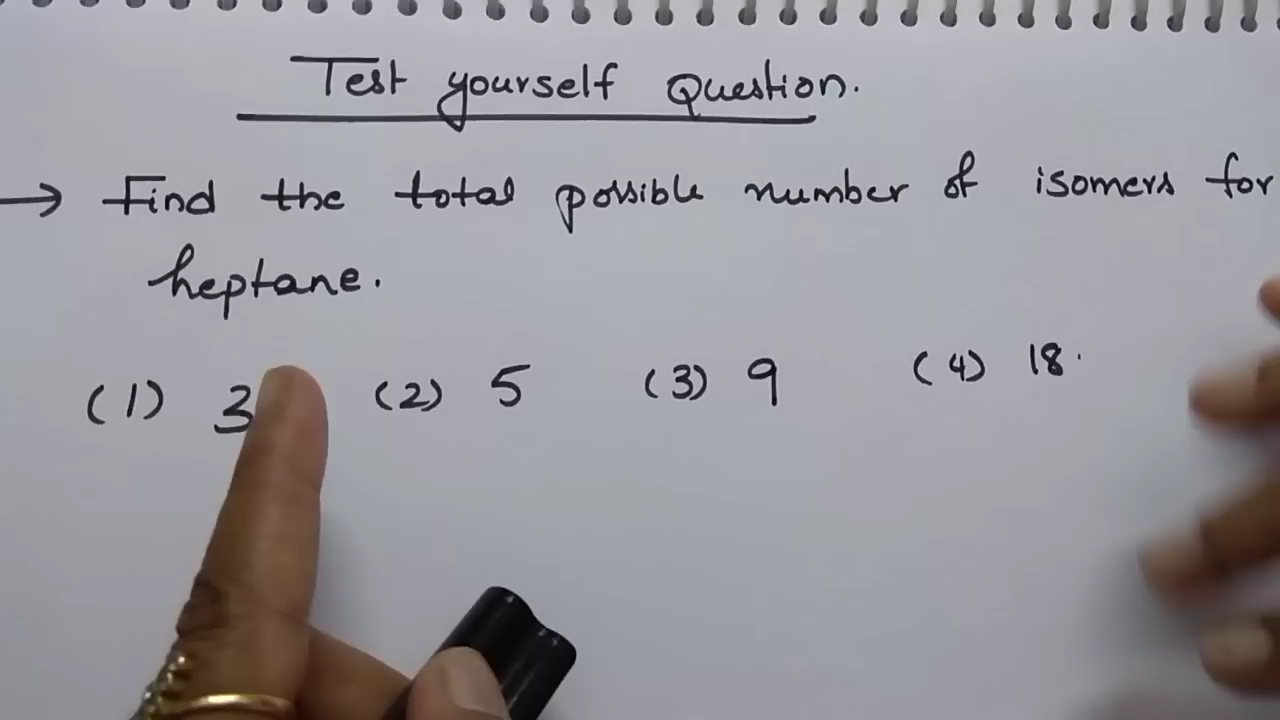 Test yourself Question.
→ Find the total possible number of isomers for
heptane.
(1) 3 (2) 5 (3) 9 (4) 18.